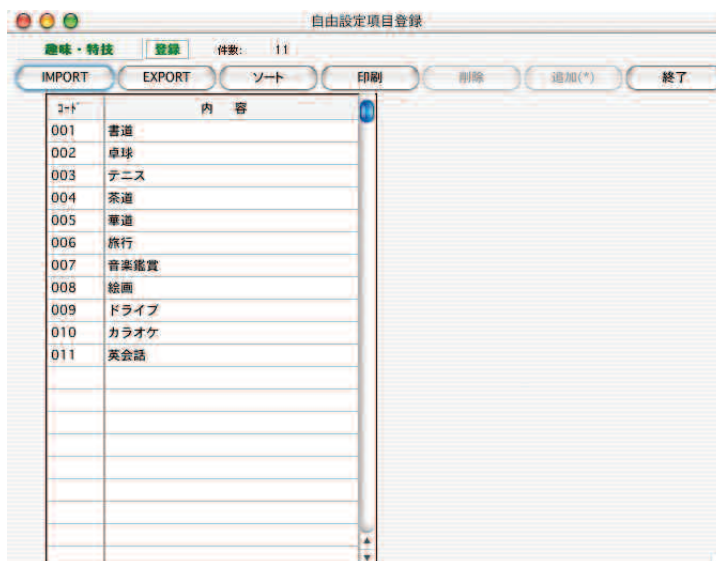 自由設定項目登録
趣味・特技 登録 件数: 11
IMPORT EXPORT ソート 印刷 削除 追加(*) 終了
ｺｰﾄﾞ 内 容
001 書道
002 卓球
003 テニス
004 茶道
005 華道
006 旅行
007 音楽鑑賞
008 絵画
009 ドライブ
010 カラオケ
011 英会話